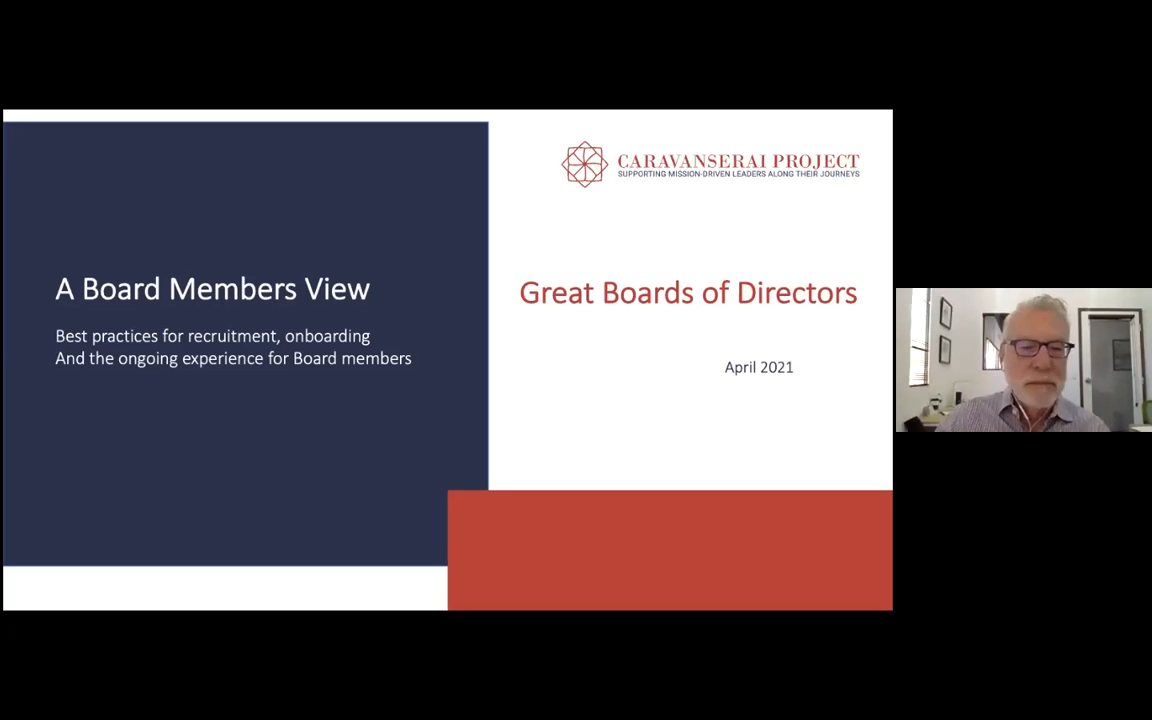 CARAVANSERAI PROJECT
SUPPORTING MISSION-DRIVEN LEADERS ALONG THEIR JOURNEYS
A Board Members View
Best practices for recruitment, onboarding
And the ongoing experience for Board members
Great Boards of Directors
April 2021